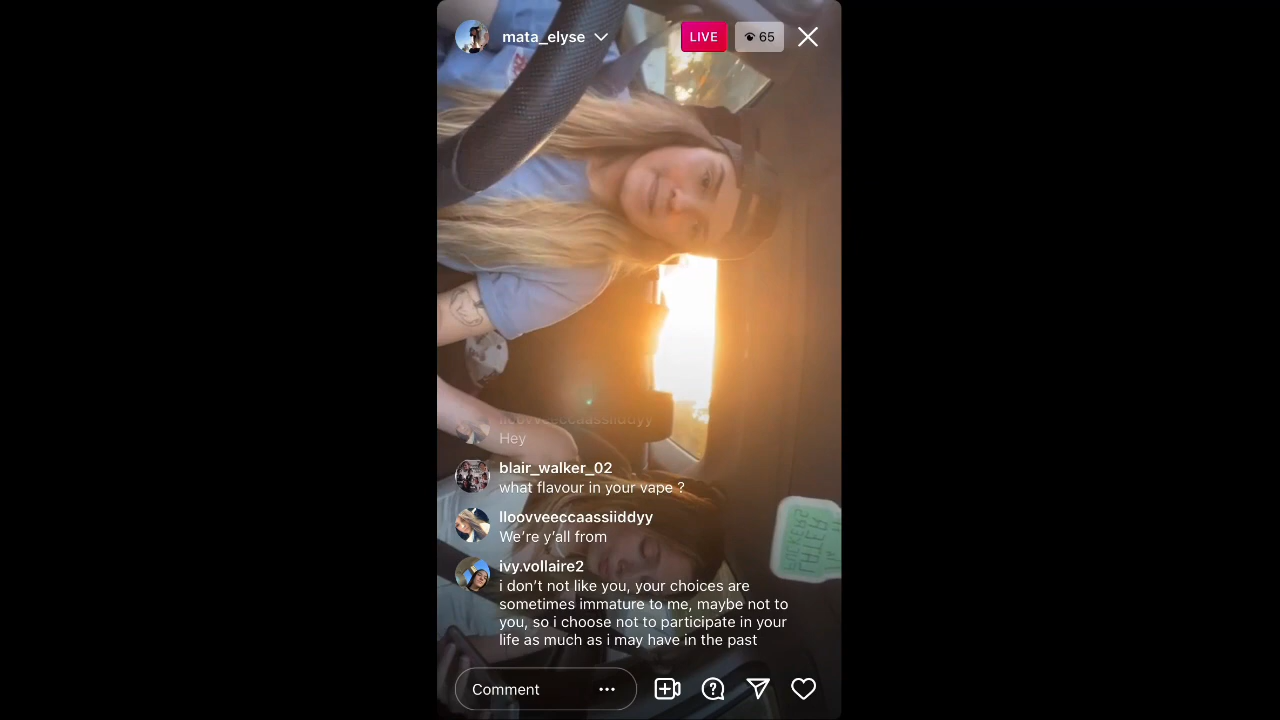 mata_elyse
LIVE
65
lloovveeccaassiiddyy
Hey
blair_walker_02
what flavour in your vape ?
lloovveeccaassiiddyy
We’re y’all from
ivy.vollaire2
i don’t not like you, your choices are
sometimes immature to me, maybe not to
you, so i choose not to participate in your
life as much as i may have in the past
Comment